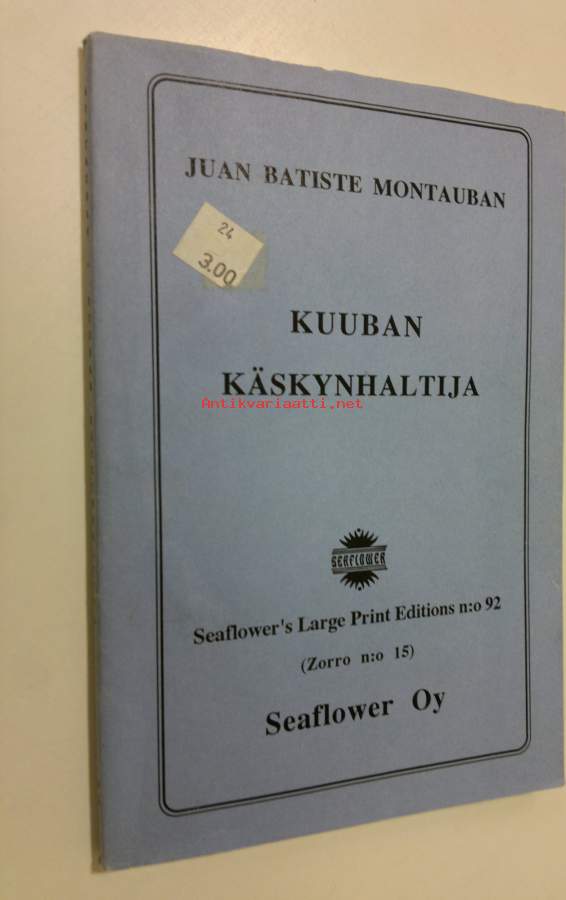 JUAN BATISTE MONTAUBAN
24
3.00
KUUBAN
KÄSKYNHALTIJA
Antikvariaatti.net
SEAFLOWER
Seaflower's Large Print Editions n:o 92
(Zorro n:o 15)
Seaflower Oy